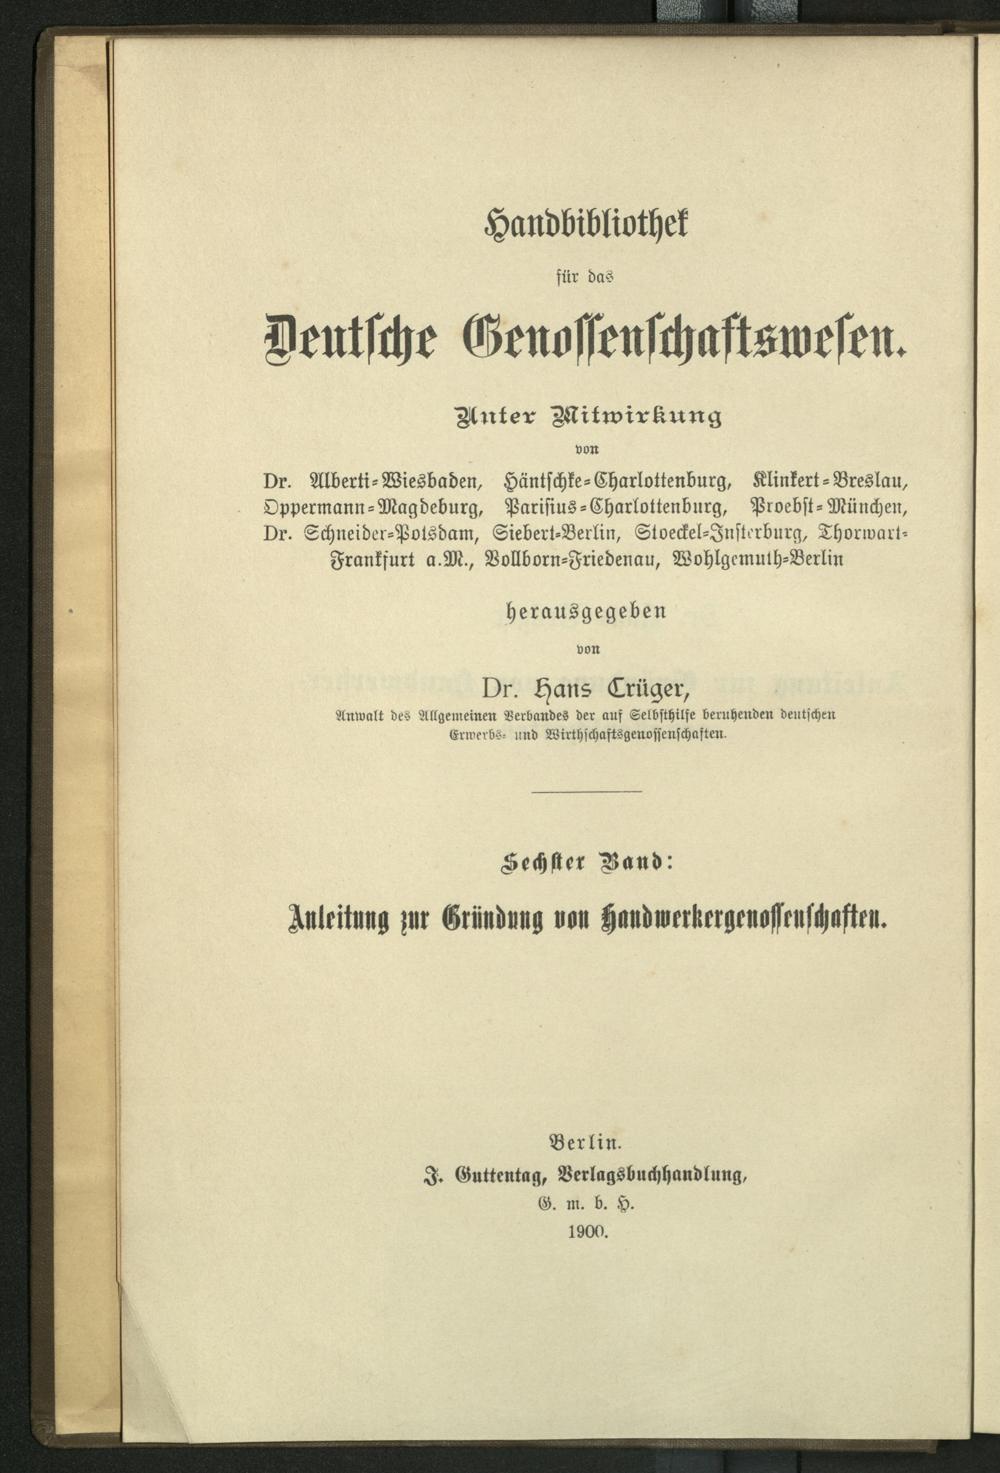 Handbibliothek
für das
Deutsche Genossenschaftswesen.
Unter Mitwirkung
von
Dr. Alberti-Wiesbaden, Häntschke-Charlottenburg, Klinkert-Breslau,
Oppermann-Magdeburg, Parisius-Charlottenburg, Proebst-München,
Dr. Schneider-Potsdam, Siebert-Berlin, Stoeckel-Insterburg, Thorwart-
Frankfurt a.M., Vollborn-Friedenau, Wohlgemuth-Berlin
herausgegeben
von
Dr. Hans Crüger,
Anwalt des Allgemeinen Verbandes der auf Selbsthilfe beruhenden deutschen
Erwerbs- und Wirthschaftsgenossenschaften.
Sechster Band:
Anleitung zur Gründung von Handwerkergenossenschaften.
Berlin.
J. Guttentag, Verlagsbuchhandlung,
G. m. b. H.
1900.